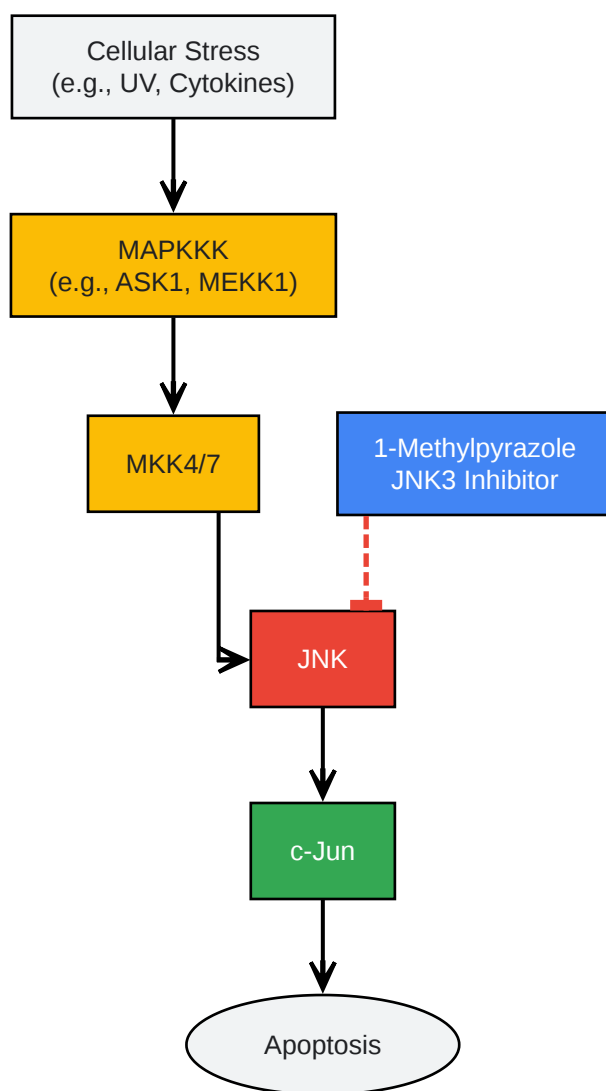 Cellular Stress
(e.g., UV, Cytokines)
MAPKKK
(e.g., ASK1, MEKK1)
MKK4/7
1-Methylpyrazole
JNK3 Inhibitor
JNK
c-Jun
Apoptosis